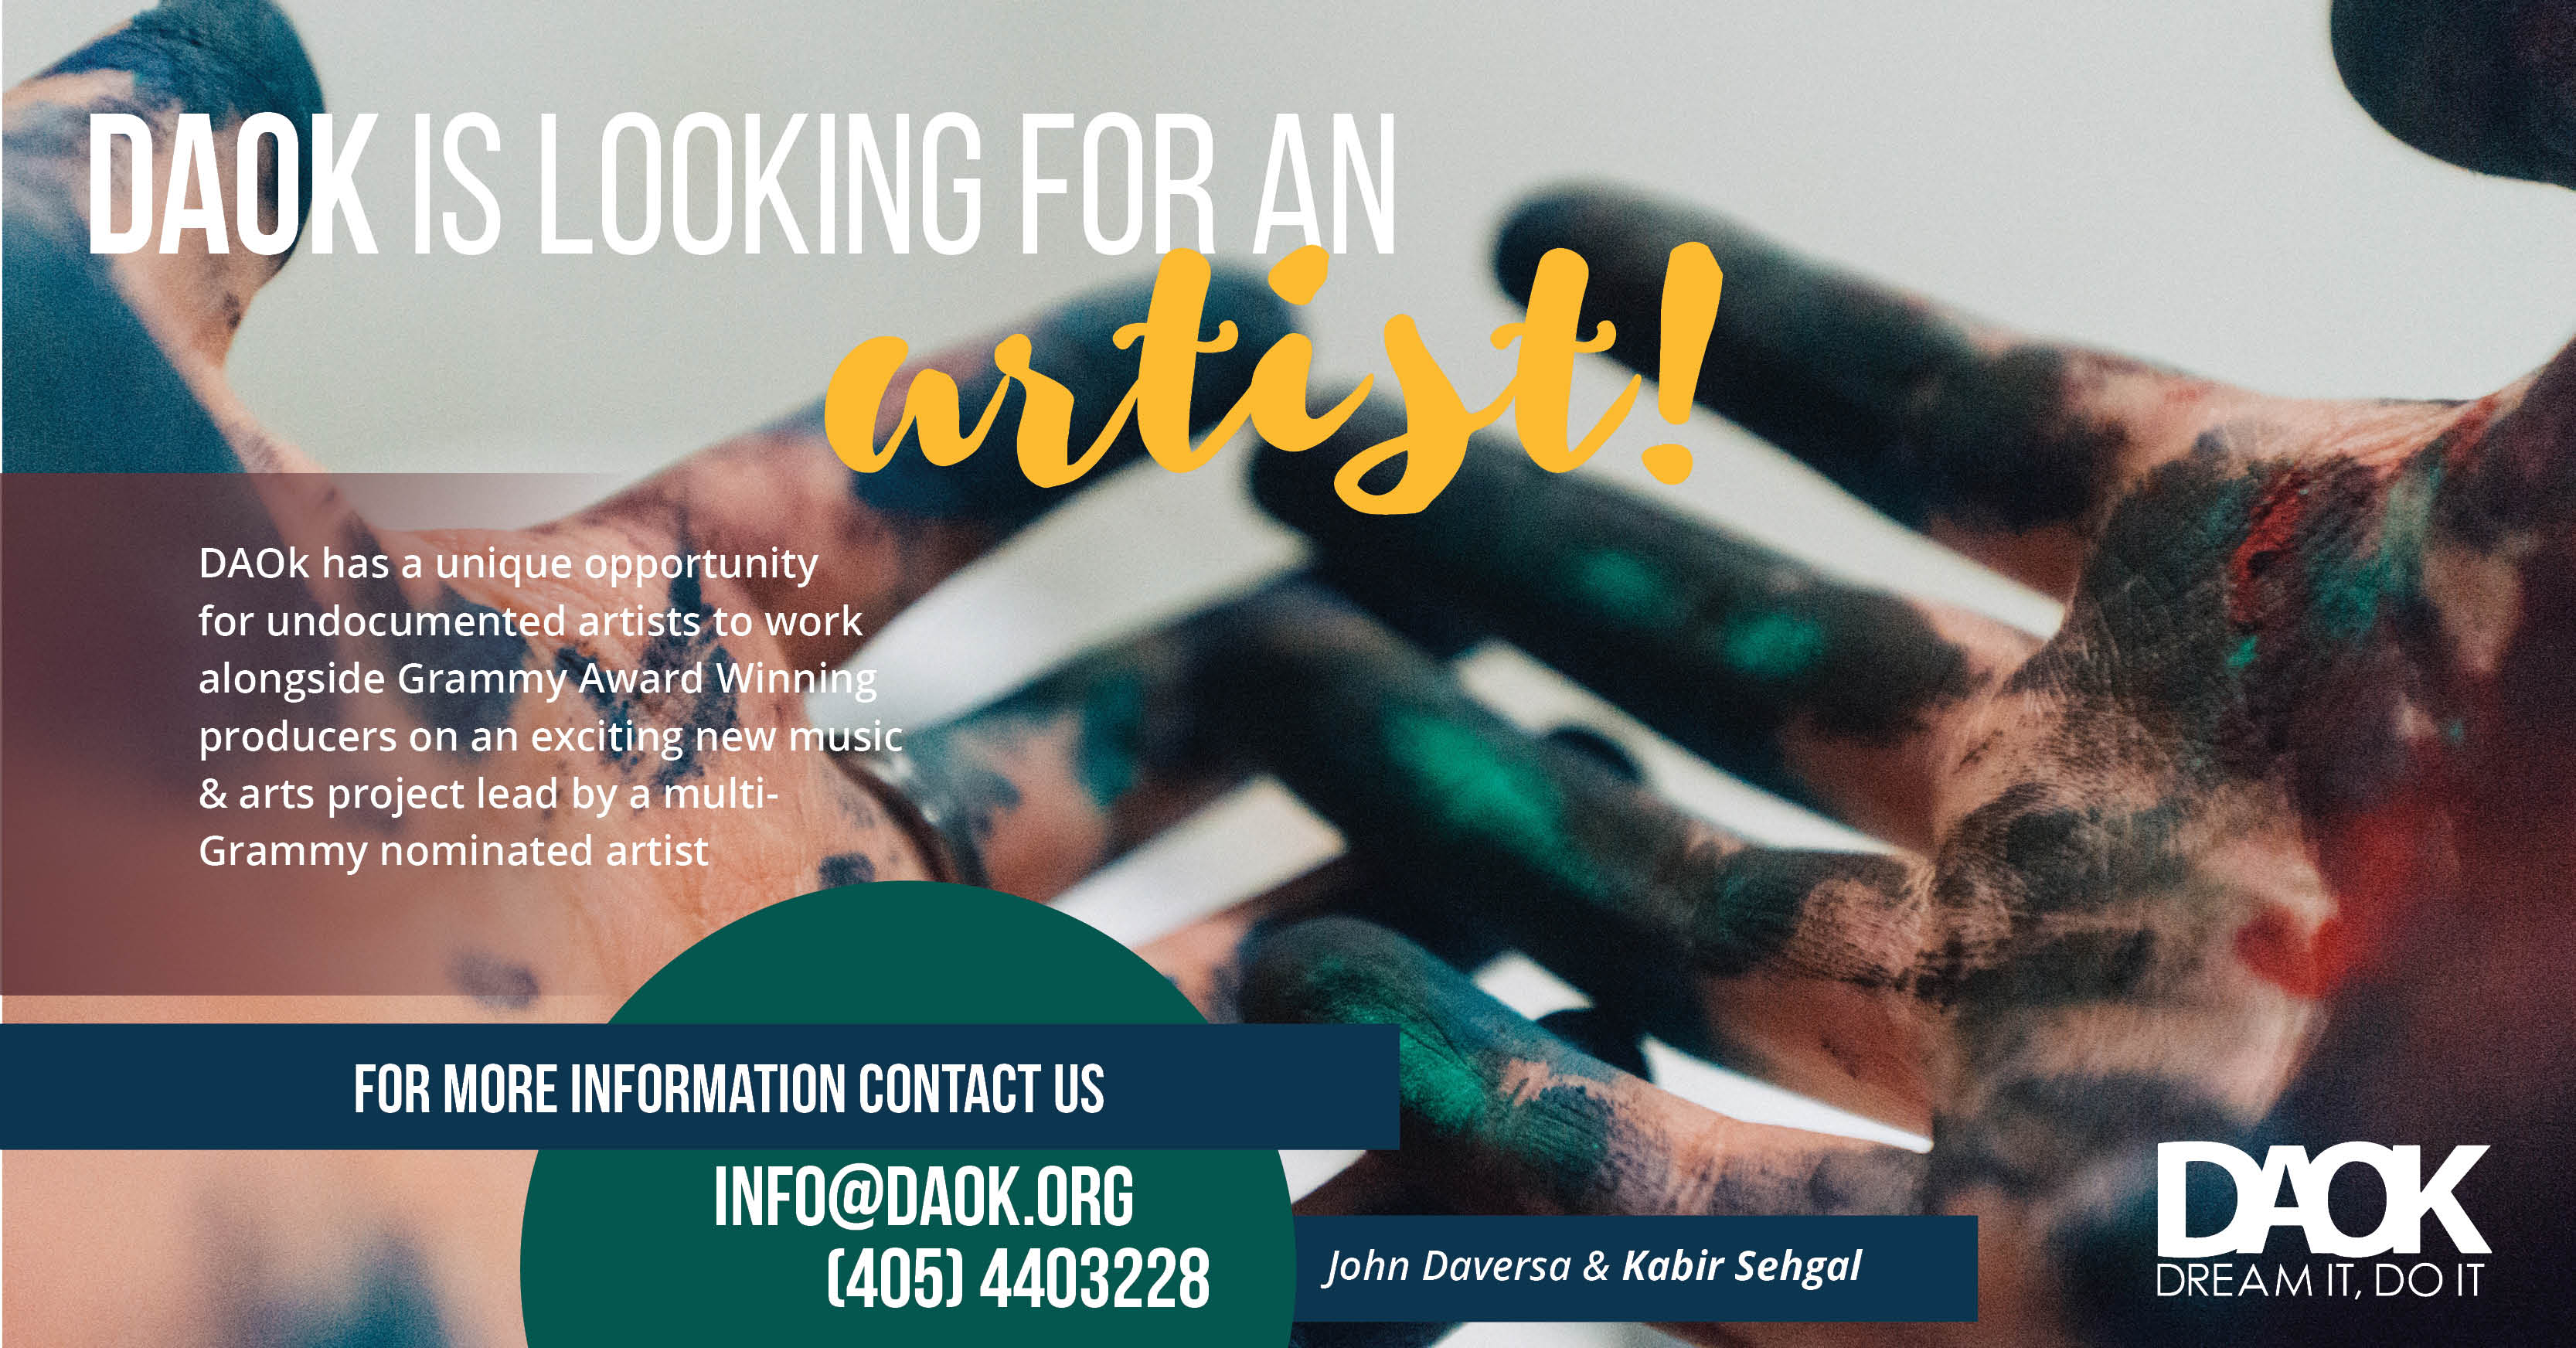 DAOK IS LOOKING FOR AN
artist!
DAOk has a unique opportunity
for undocumented artists to work
alongside Grammy Award Winning
producers on an exciting new music
& arts project lead by a multi-
Grammy nominated artist
FOR MORE INFORMATION CONTACT US
INFO@DAOK.ORG
(405) 4403228
John Daversa & Kabir Sehgal
DAOK
DREAM IT, DO IT